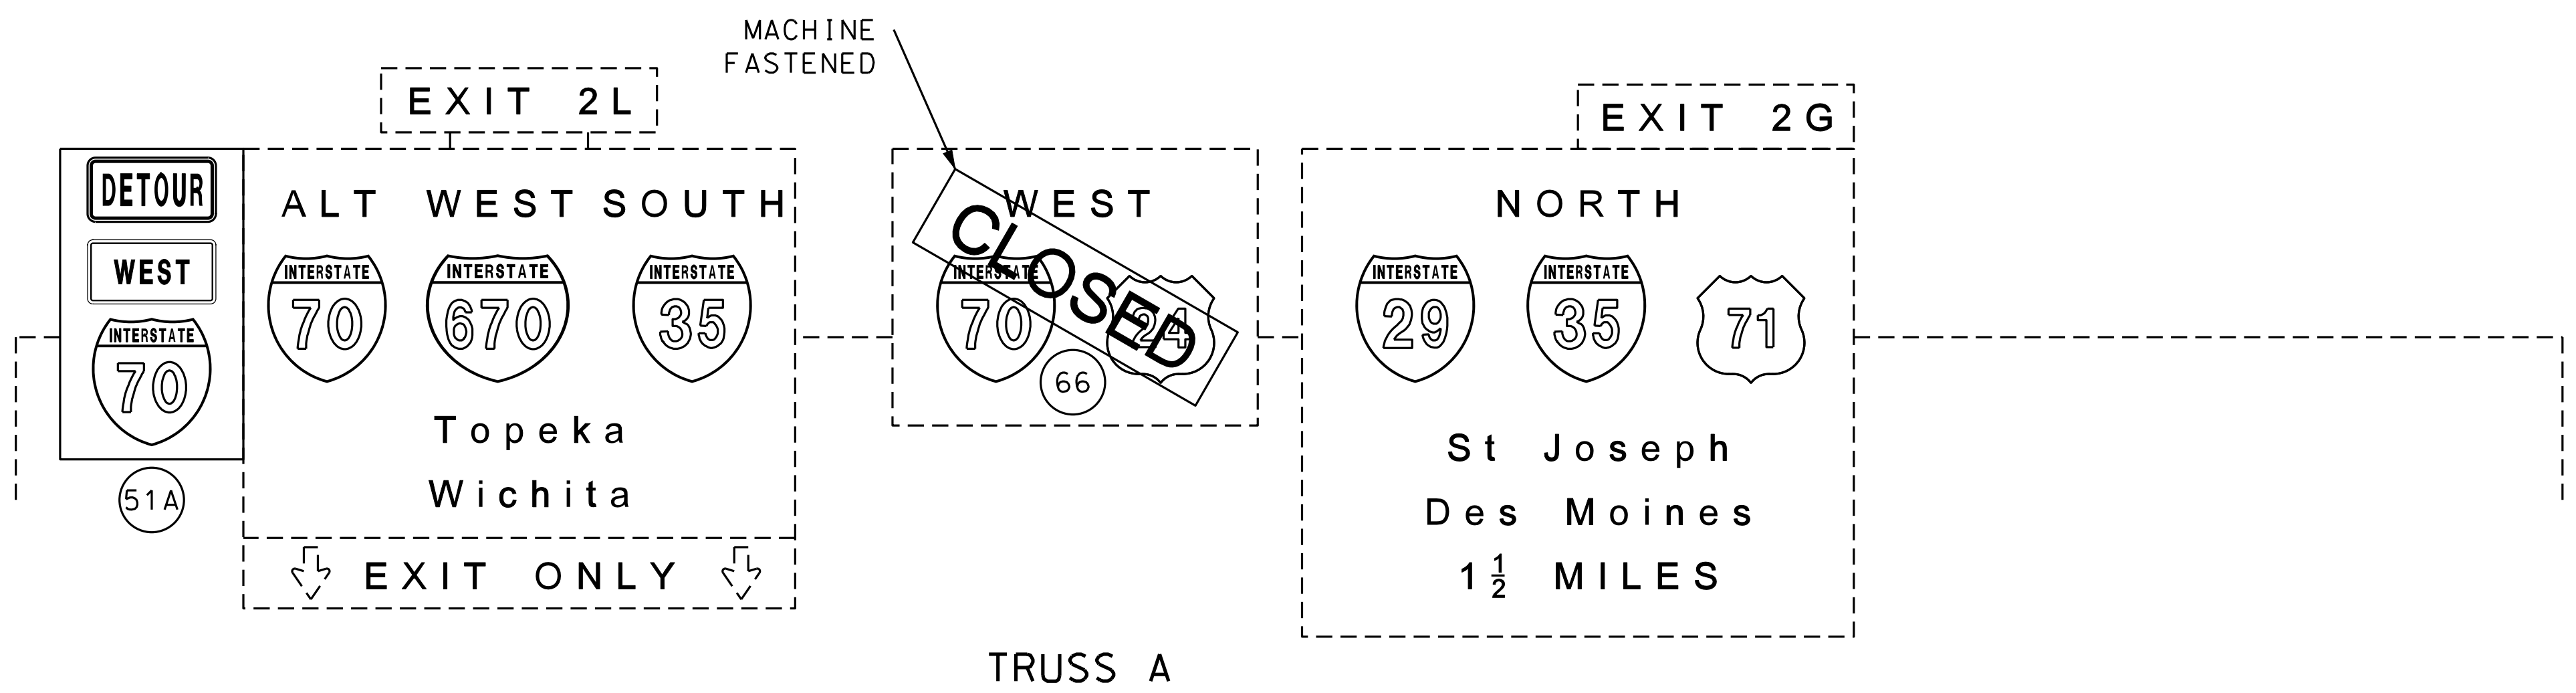 MACHINE
FASTENED
EXIT 2L
EXIT 2G
DETOUR
WEST
INTERSTATE
70
51A
ALT WEST SOUTH
INTERSTATE INTERSTATE INTERSTATE
70 670 35
Topeka
Wichita
EXIT ONLY
WEST
CLOSED
INTERSTATE
70 24
66
NORTH
INTERSTATE INTERSTATE
29 35 71
St Joseph
Des Moines
1½ MILES
TRUSS A